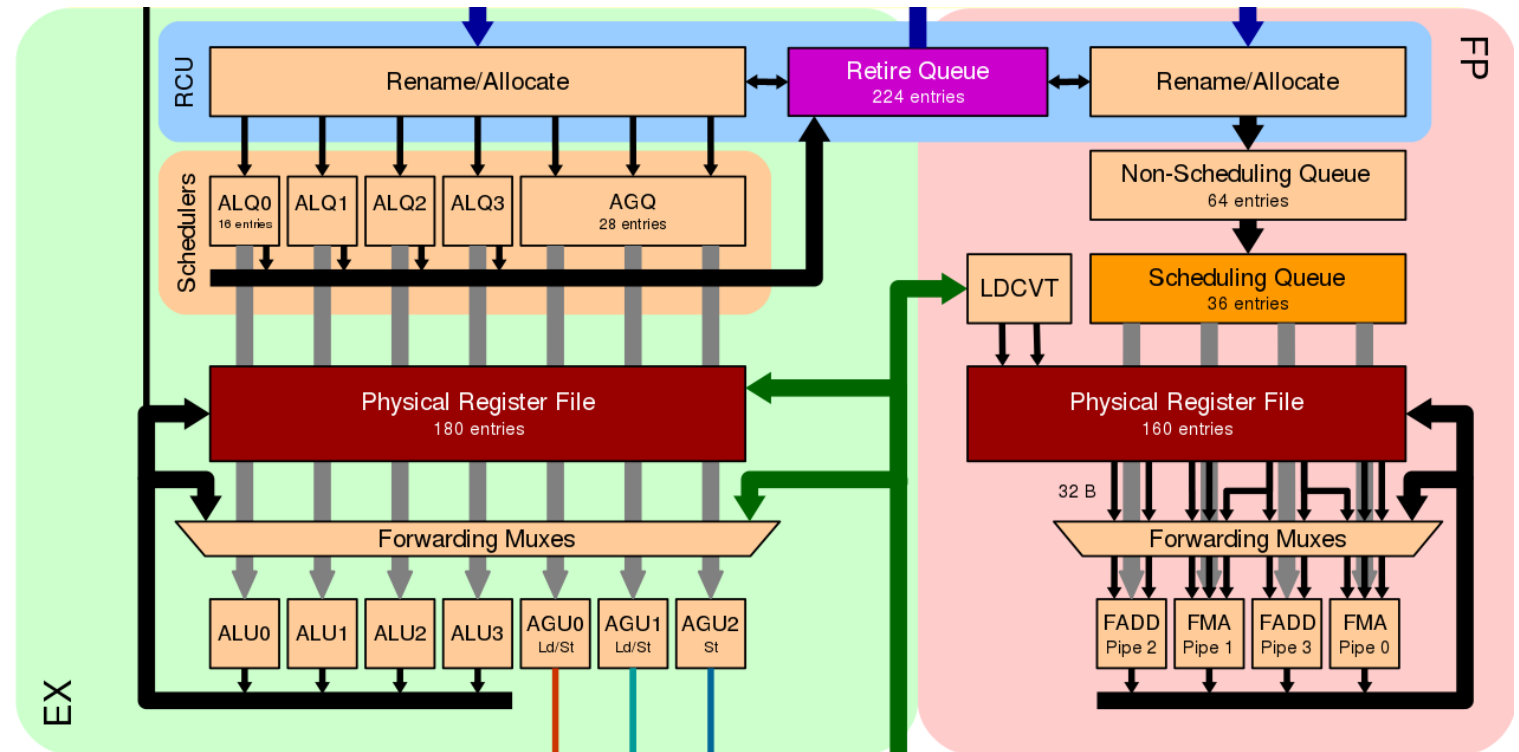 RCU
Rename/Allocate
Retire Queue
224 entries
Rename/Allocate
FP
Schedulers
ALQ0
16 entries
ALQ1
ALQ2
ALQ3
AGQ
28 entries
Non-Scheduling Queue
64 entries
LDCVT
Scheduling Queue
36 entries
Physical Register File
180 entries
Physical Register File
160 entries
32 B
Forwarding Muxes
Forwarding Muxes
ALU0
ALU1
ALU2
ALU3
AGU0
Ld/St
AGU1
Ld/St
AGU2
St
FADD
Pipe 2
FMA
Pipe 1
FADD
Pipe 3
FMA
Pipe 0
EX